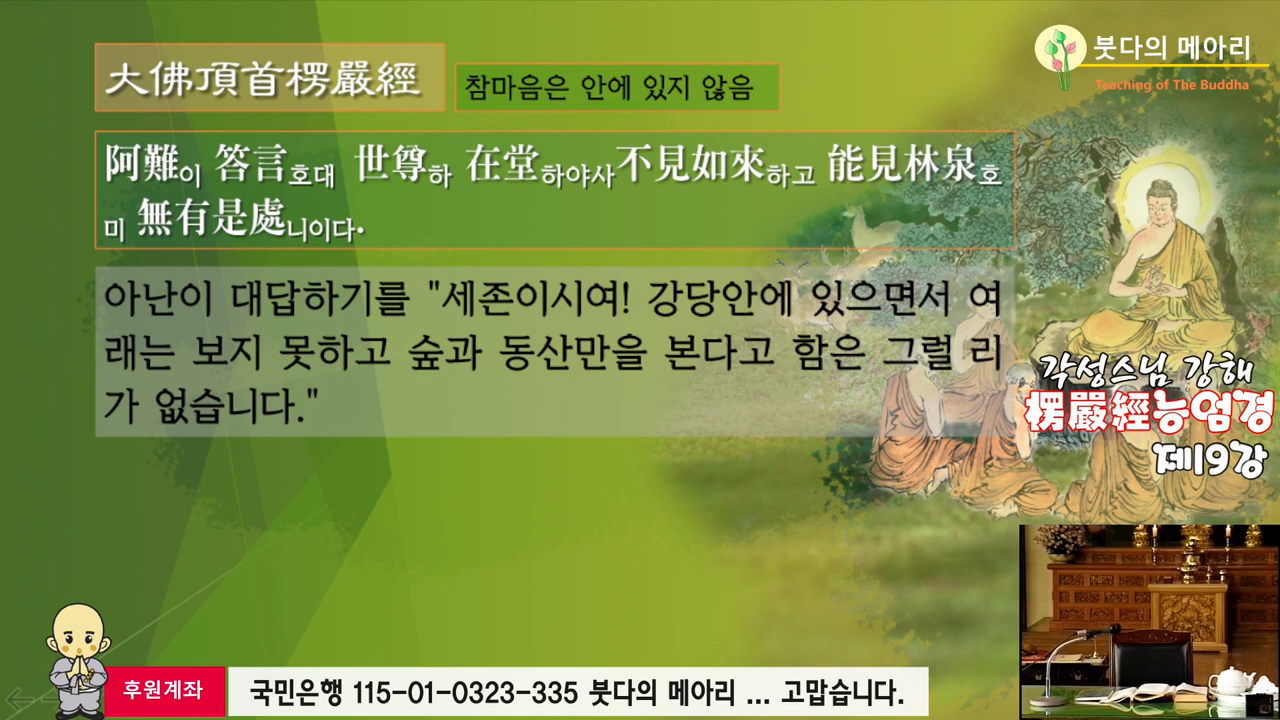 大佛頂首楞嚴經
참마음은 안에 있지 않음
붓다의 메아리
Teaching of The Buddha
阿難이 答言호대 世尊하 在堂하야사不見如來하고 能見林泉호
미 無有是處니이다.
아난이 대답하기를 "세존이시여! 강당안에 있으면서 여
래는 보지 못하고 숲과 동산만을 본다고 함은 그럴 리
가 없습니다."
각성스님 강해
楞嚴經능엄경
제19강
후원계좌
국민은행 115-01-0323-335 붓다의 메아리 ... 고맙습니다.